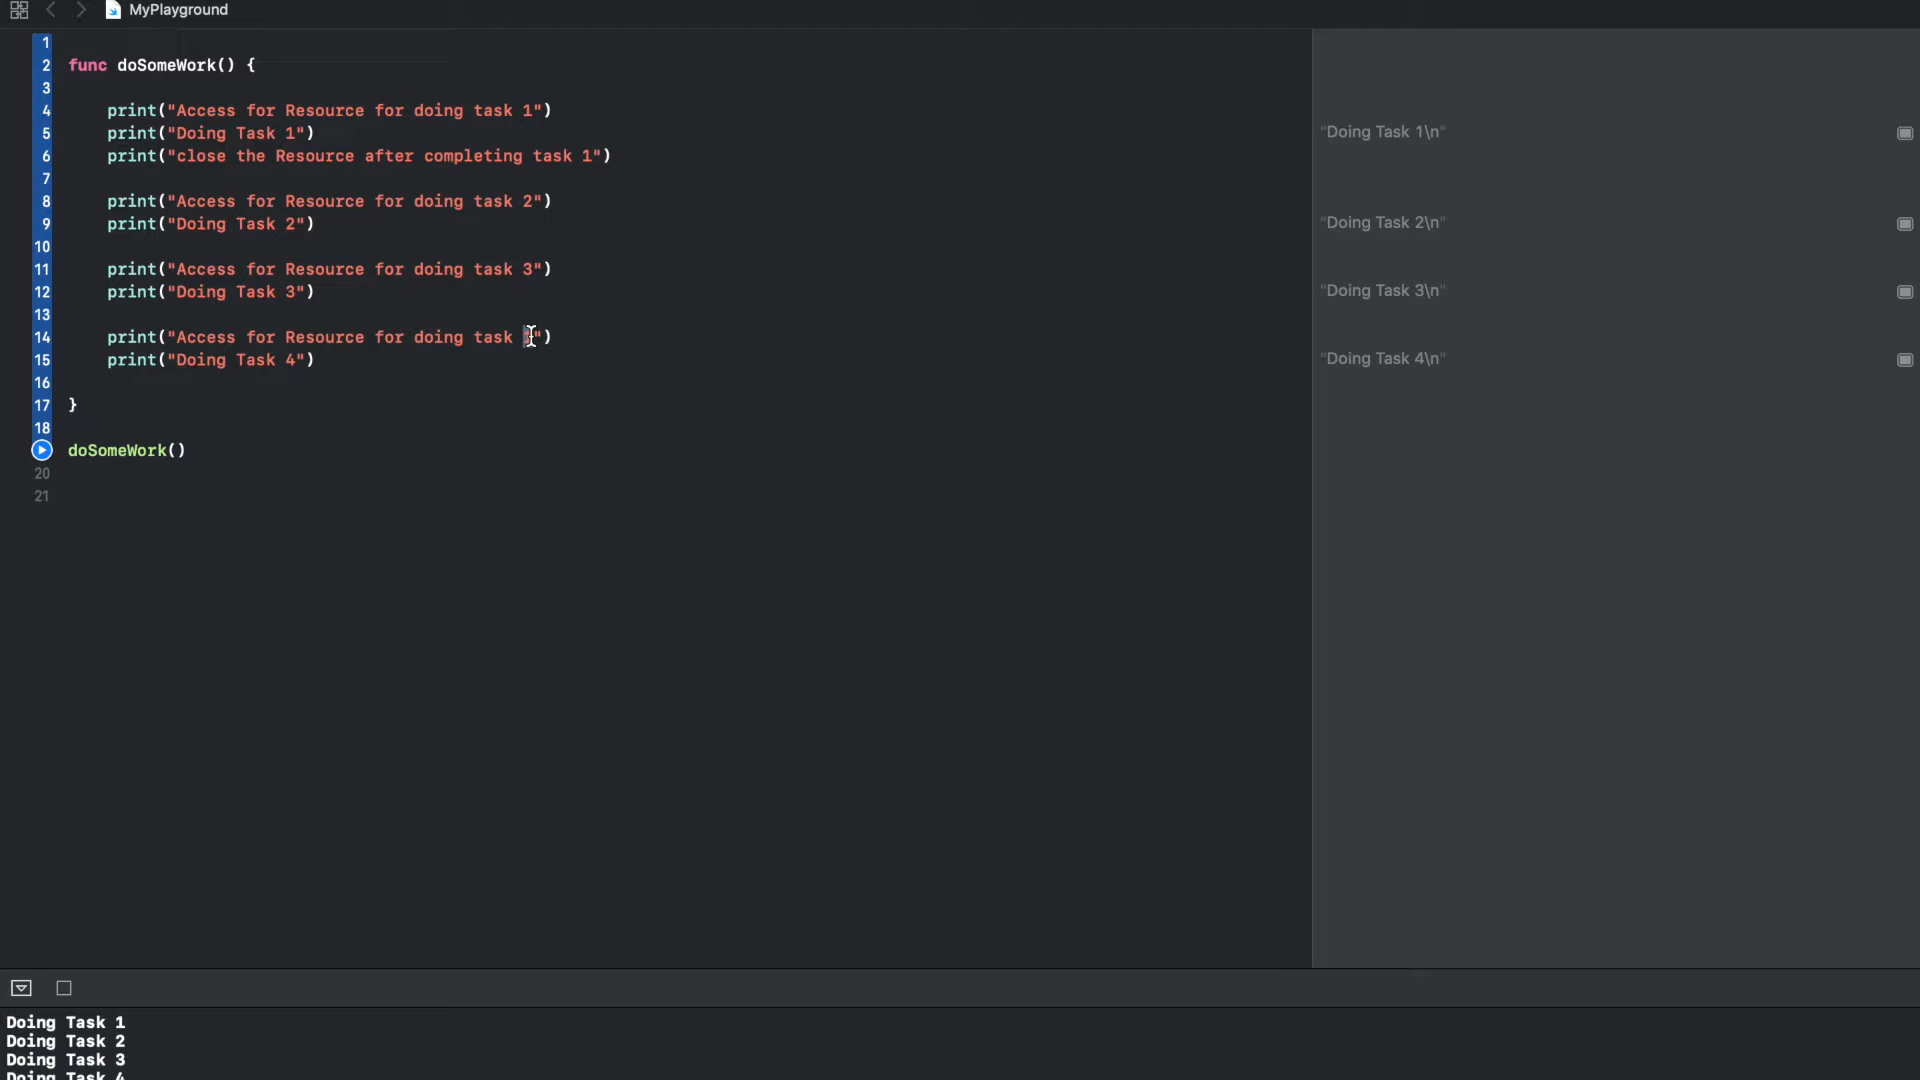 MyPlayground
1
2 func doSomeWork() {
3
4 print("Access for Resource for doing task 1")
5 print("Doing Task 1") "Doing Task 1\n"
6 print("close the Resource after completing task 1")
7
8 print("Access for Resource for doing task 2")
9 print("Doing Task 2") "Doing Task 2\n"
10
11 print("Access for Resource for doing task 3")
12 print("Doing Task 3") "Doing Task 3\n"
13
14 print("Access for Resource for doing task ")
15 print("Doing Task 4") "Doing Task 4\n"
16
17 }
18
doSomeWork()
20
21
Doing Task 1
Doing Task 2
Doing Task 3
Doing Task 4